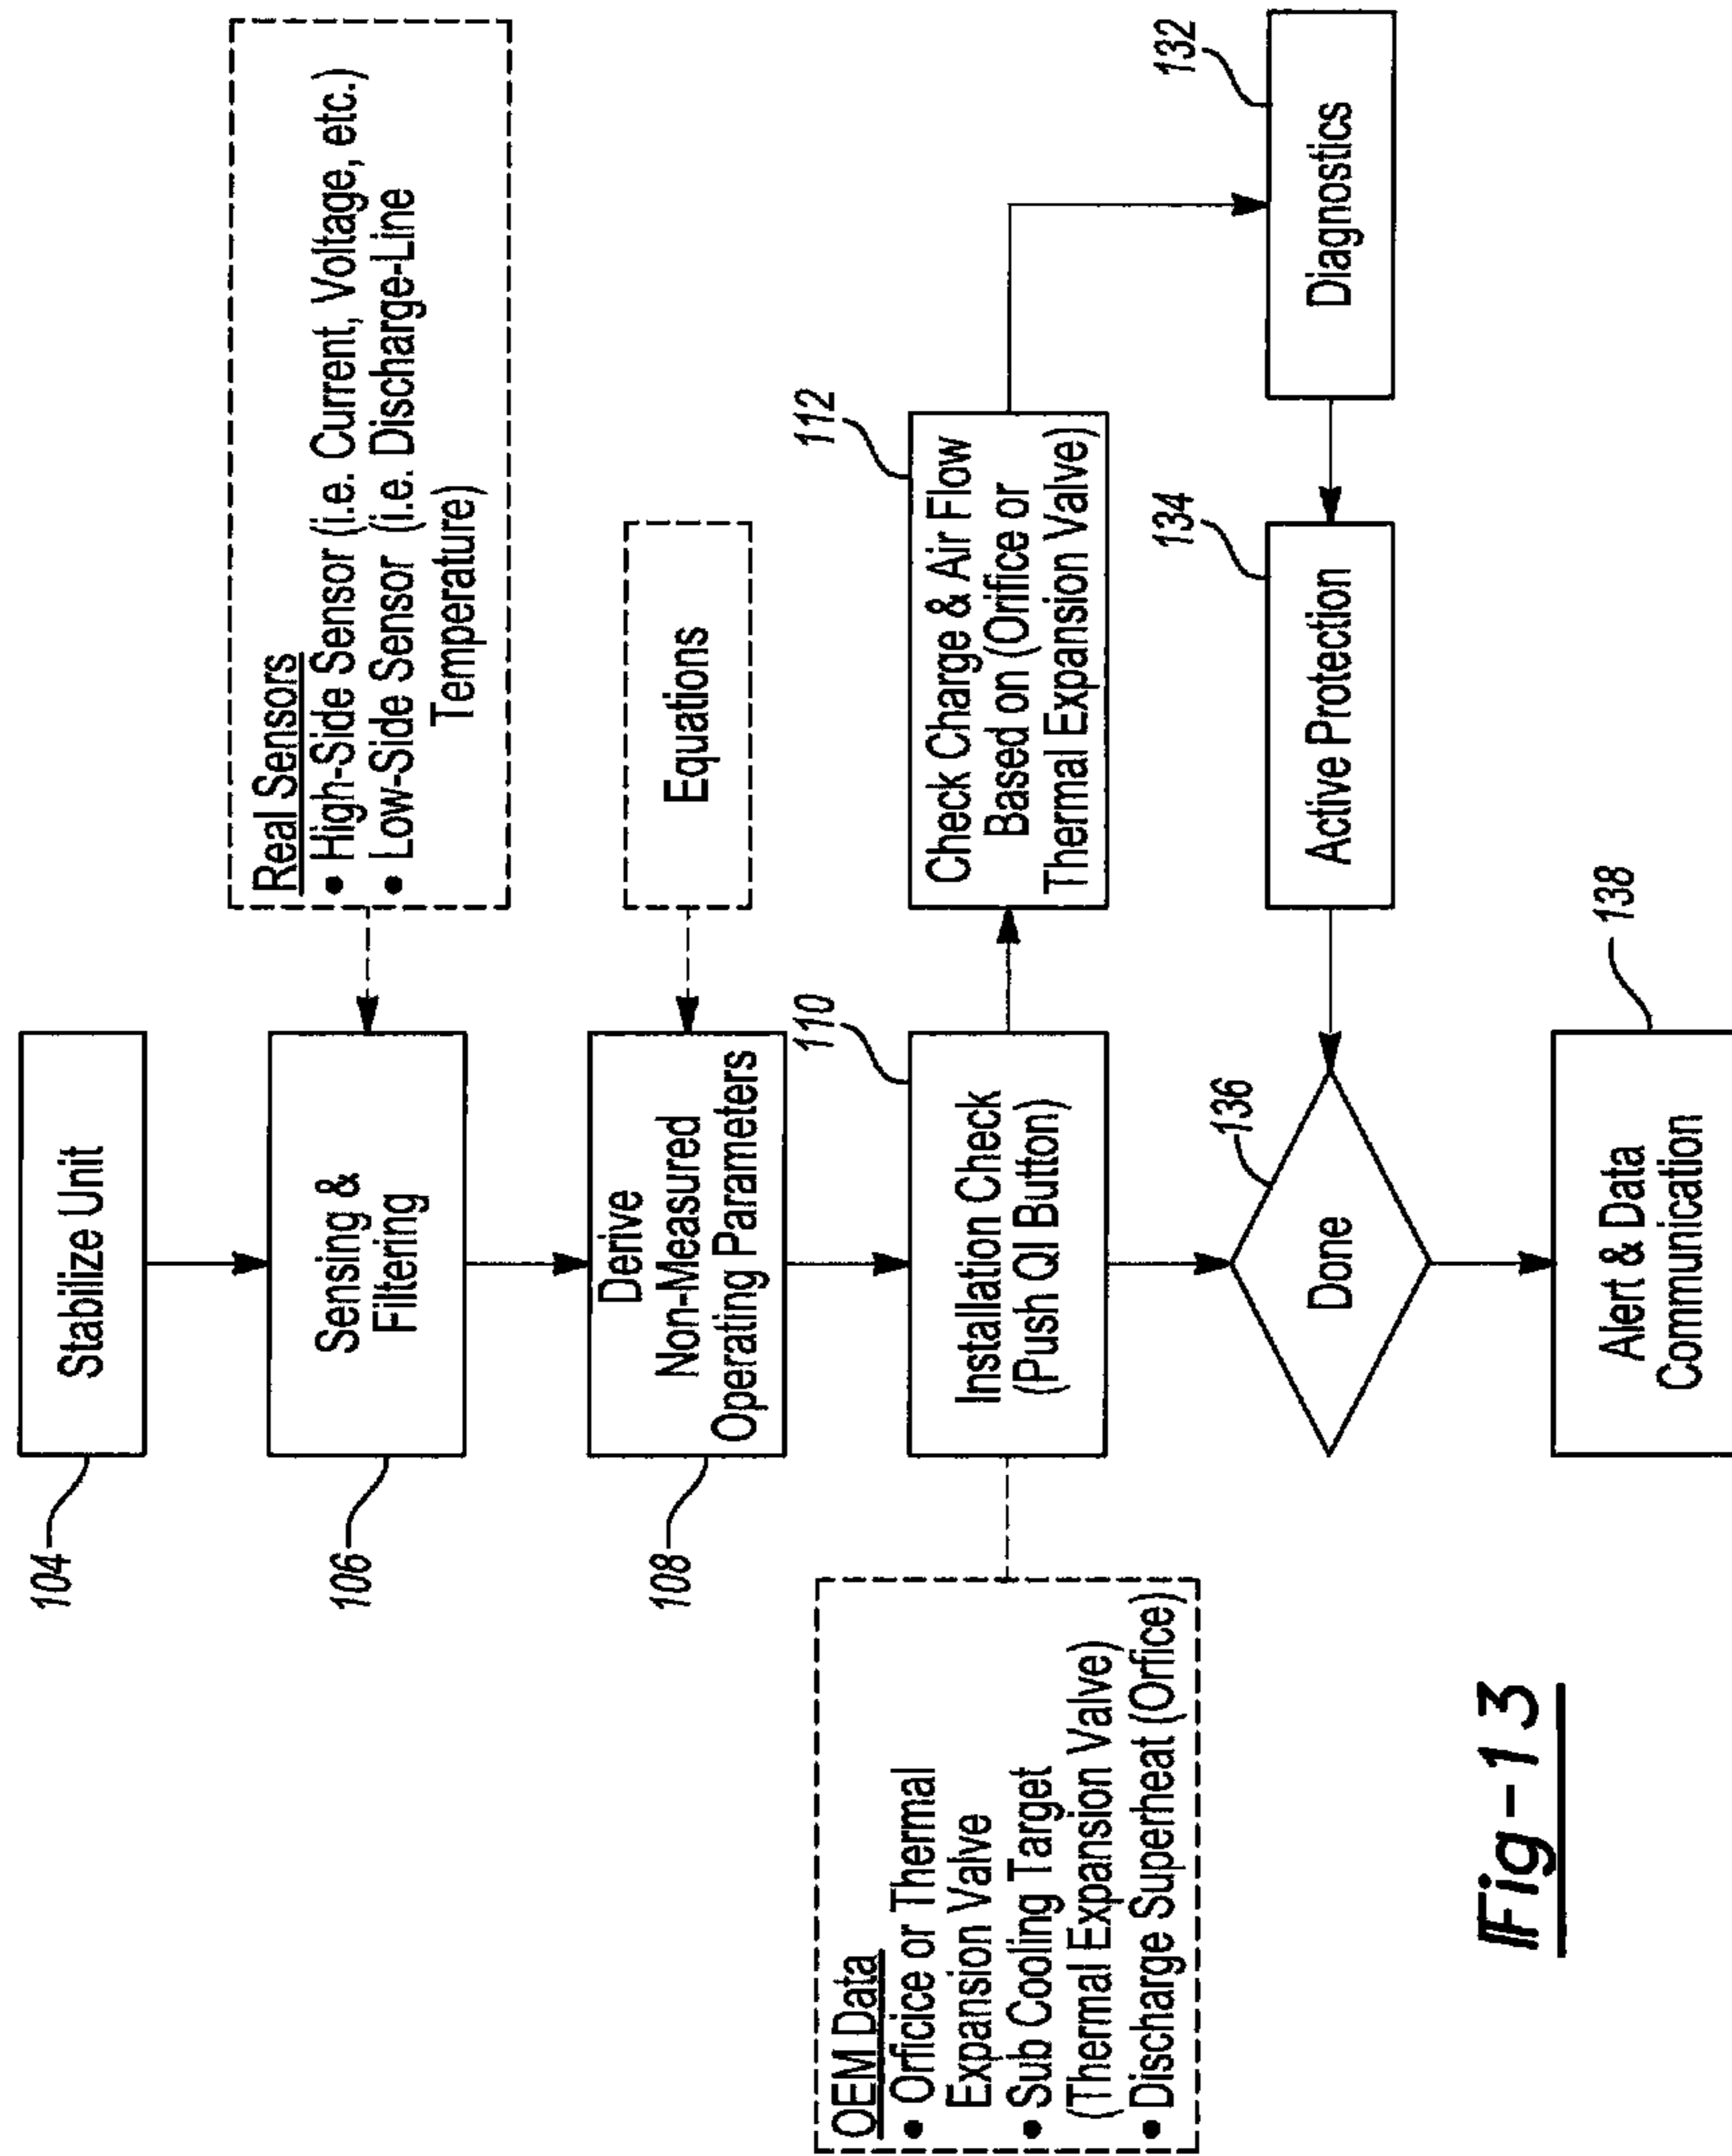 104
Stabilize Unit
Real Sensors
• High-Side Sensor (i.e. Current, Voltage, etc.)
• Low-Side Sensor (i.e. Discharge-Line
Temperature)
106
Sensing &
Filtering
Equations
108
Derive
Non-Measured
Operating Parameters
OEM Data
• Orficice or Thermal
Expansion Valve
• Sub Cooling Target
(Thermal Expansion Valve)
• Discharge Superheat (Orfice)
110
Installation Check
(Push QI Button)
112
Check Charge & Air Flow
Based on (Orifice or
Thermal Expansion Valve)
132
Diagnostics
134
Active Protection
136
Done
138
Alert & Data
Communication
Fig-13